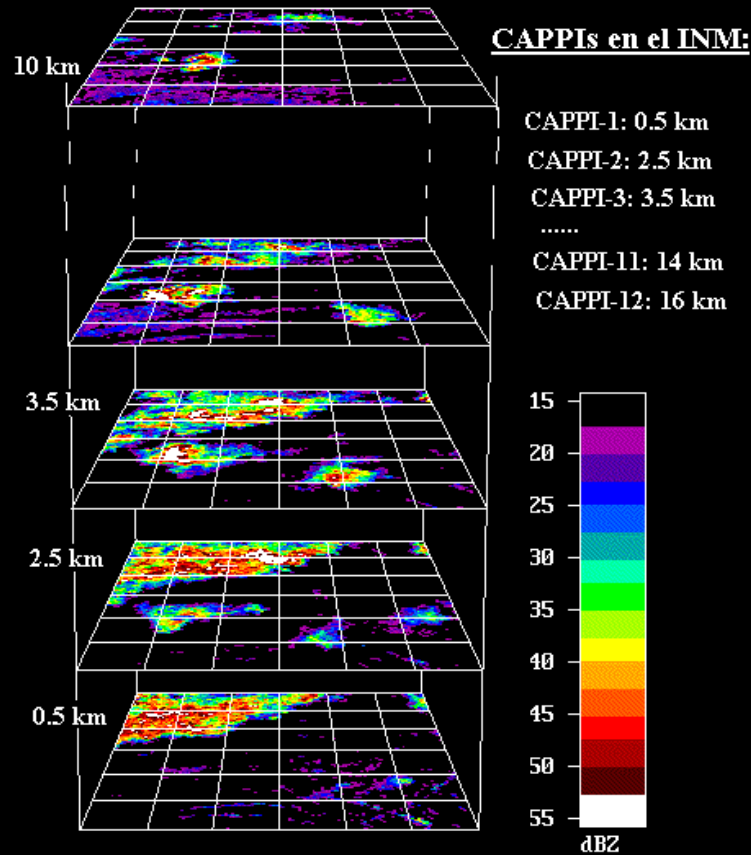 CAPPIs en el INM:
10 km
CAPPI-1: 0.5 km
CAPPI-2: 2.5 km
CAPPI-3: 3.5 km
......
CAPPI-11: 14 km
CAPPI-12: 16 km
3.5 km
2.5 km
0.5 km
15
20
25
30
35
40
45
50
55
dBZ